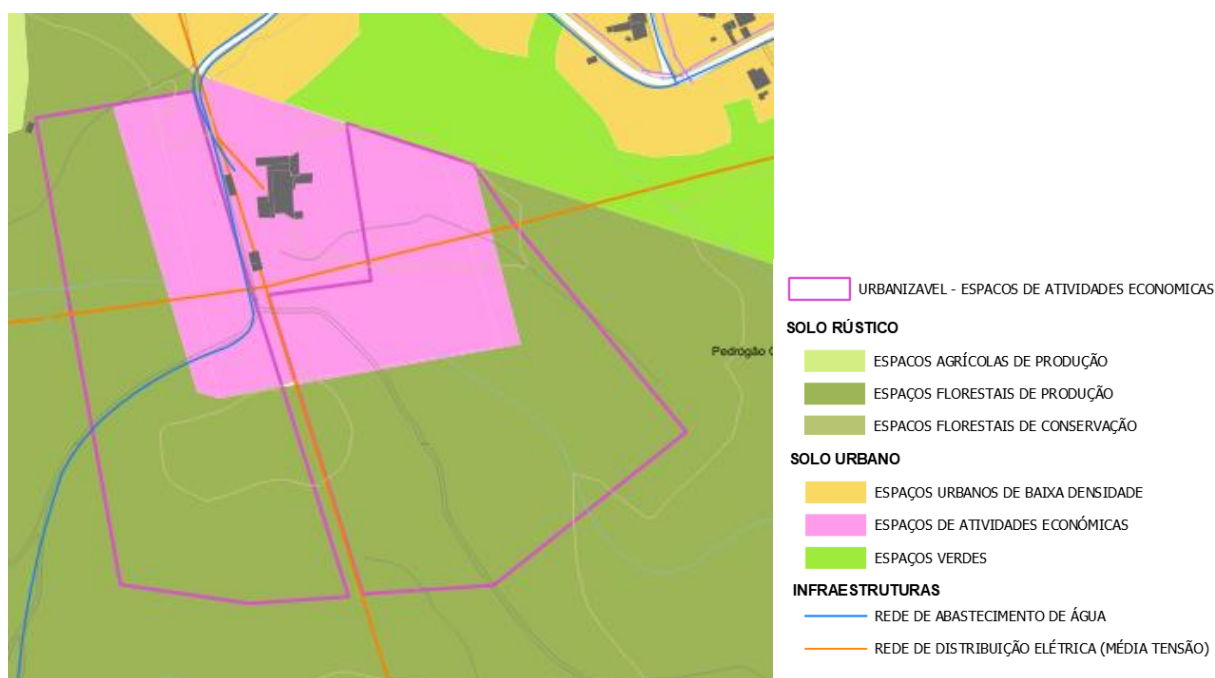 Pedrogão
URBANIZAVEL - ESPACOS DE ATIVIDADES ECONOMICAS
SOLO RÚSTICO
ESPACOS AGRÍCOLAS DE PRODUÇÃO
ESPAÇOS FLORESTAIS DE PRODUÇÃO
ESPACOS FLORESTAIS DE CONSERVAÇÃO
SOLO URBANO
ESPAÇOS URBANOS DE BAIXA DENSIDADE
ESPAÇOS DE ATIVIDADES ECONÓMICAS
ESPAÇOS VERDES
INFRAESTRUTURAS
REDE DE ABASTECIMENTO DE ÁGUA
REDE DE DISTRIBUIÇÃO ELÉTRICA (MÉDIA TENSÃO)